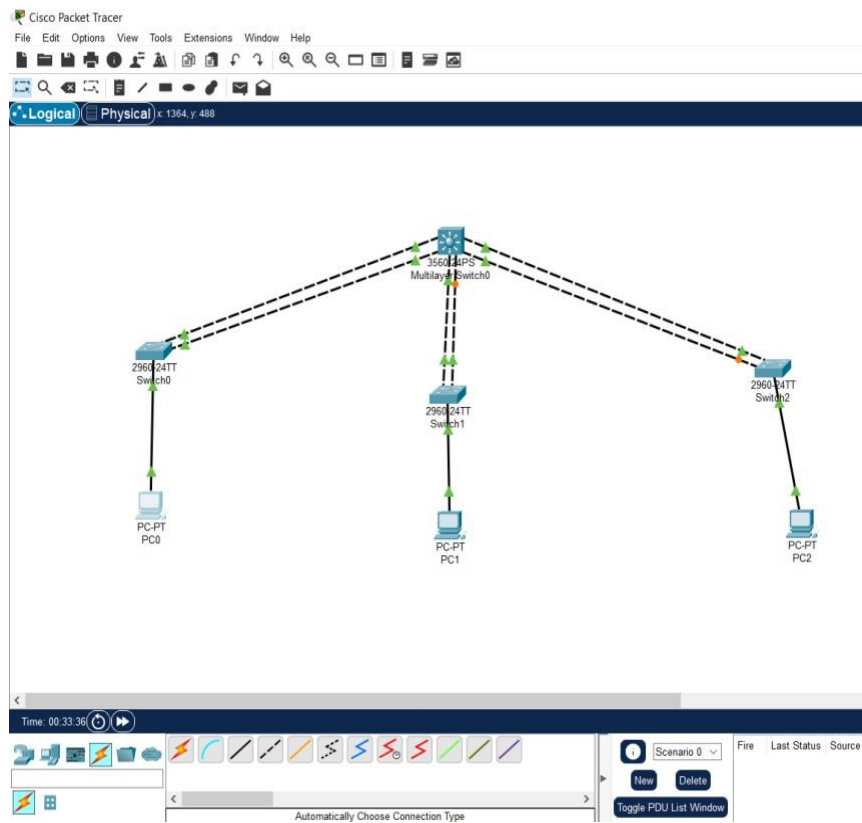 Cisco Packet Tracer
File Edit Options View Tools Extensions Window Help
Logical Physical x: 1364, y: 488
3560-24PS
Multilayer Switch0
2960-24TT
Switch0
2960-24TT
Switch1
2960-24TT
Switch2
PC-PT
PC0
PC-PT
PC1
PC-PT
PC2
Time: 00:33:36
Scenario 0
Fire Last Status Source
New Delete
Toggle PDU List Window
Automatically Choose Connection Type